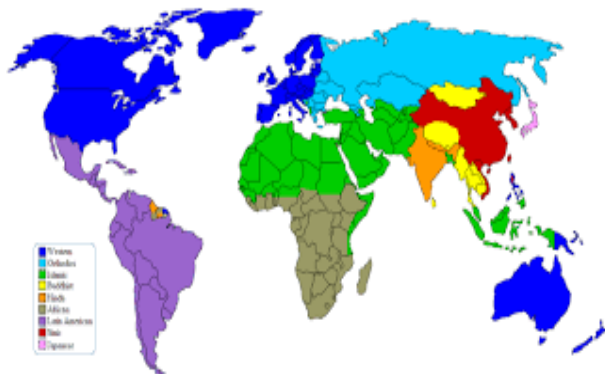 Western
Orthodox
Islamic
Buddhist
Hindu
African
Latin American
Sinic
Japanese